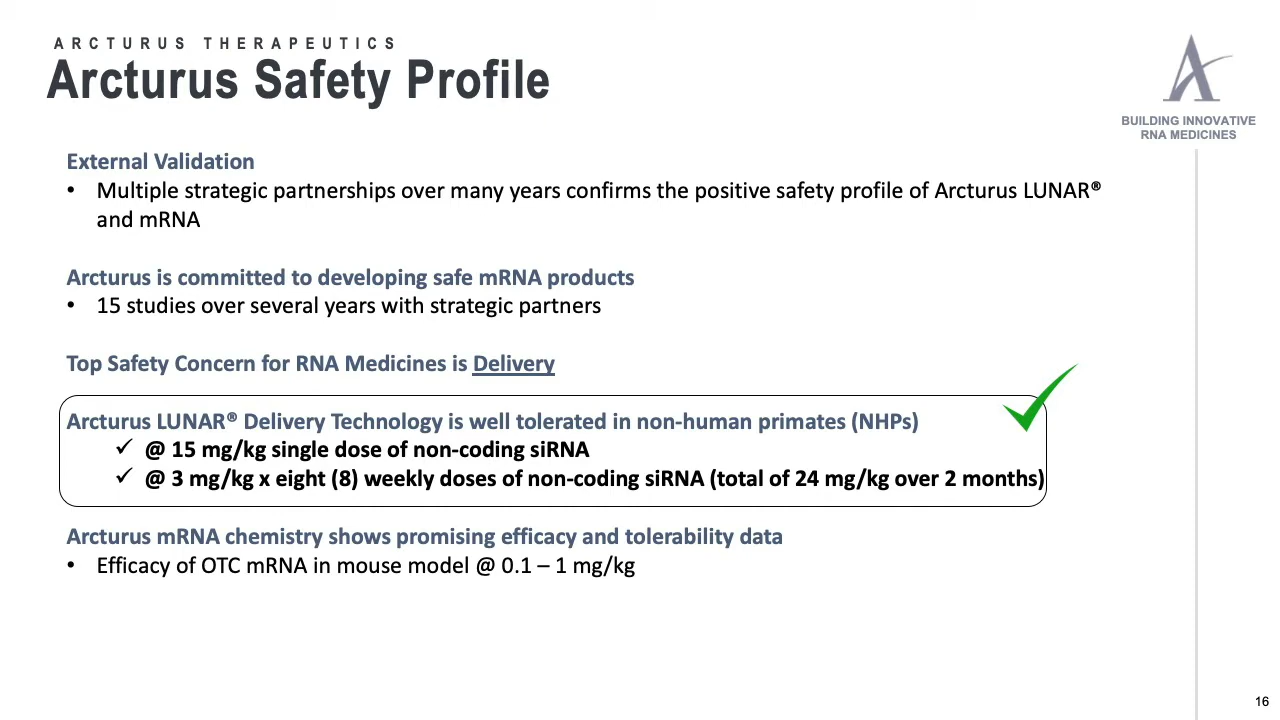 ARCTURUS THERAPEUTICS
Arcturus Safety Profile
BUILDING INNOVATIVE
RNA MEDICINES
External Validation
• Multiple strategic partnerships over many years confirms the positive safety profile of Arcturus LUNAR®
and mRNA
Arcturus is committed to developing safe mRNA products
• 15 studies over several years with strategic partners
Top Safety Concern for RNA Medicines is Delivery
Arcturus LUNAR® Delivery Technology is well tolerated in non-human primates (NHPs)
✓ @ 15 mg/kg single dose of non-coding siRNA
✓ @ 3 mg/kg x eight (8) weekly doses of non-coding siRNA (total of 24 mg/kg over 2 months)
Arcturus mRNA chemistry shows promising efficacy and tolerability data
• Efficacy of OTC mRNA in mouse model @ 0.1 – 1 mg/kg
16